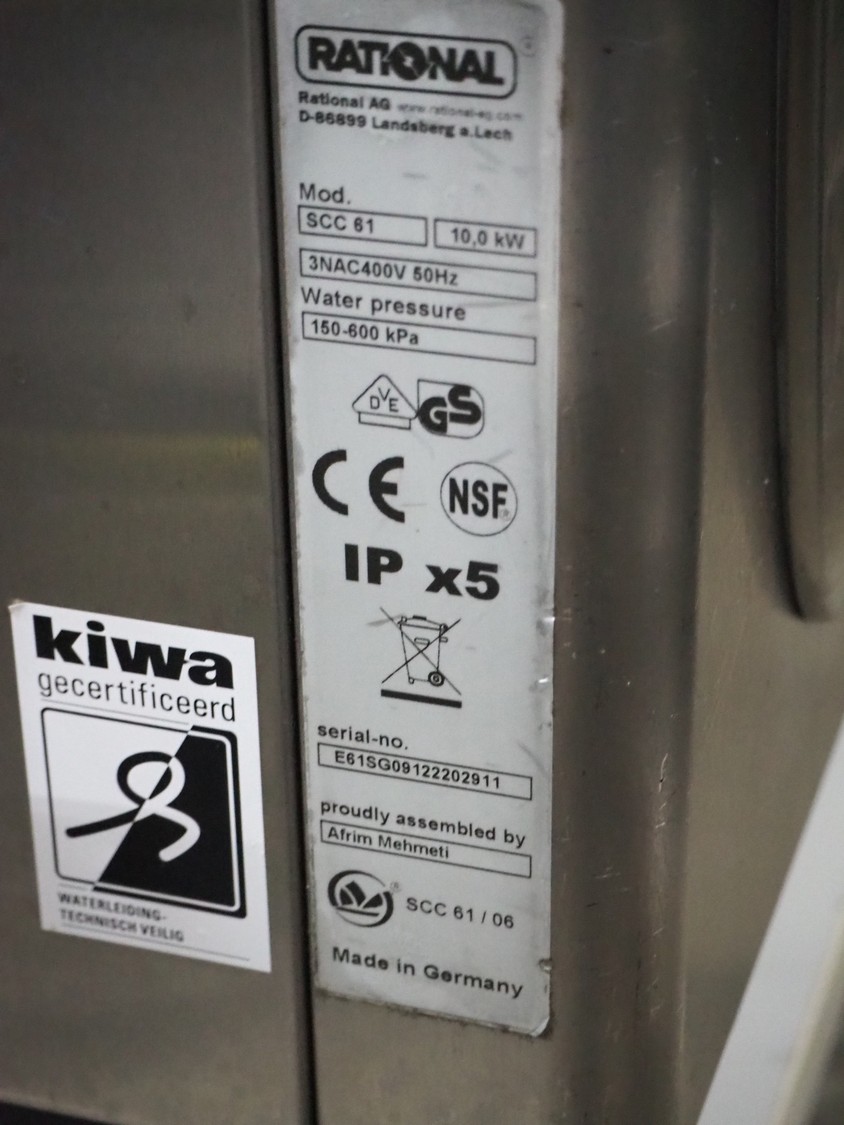 RATIONAL
®
Rational AG www.rational-ag.com
D-86899 Landsberg a.Lech
Mod.
SCC 61
10,0 kW
3NAC400V 50Hz
Water pressure
150-600 kPa
DVE
GS
CE
NSF®
IP x5
serial-no.
E61SG09122202911
proudly assembled by
Afrim Mehmeti
® SCC 61 / 06
Made in Germany
kiwa
gecertificeerd
WATERLEIDING-
TECHNISCH VEILIG